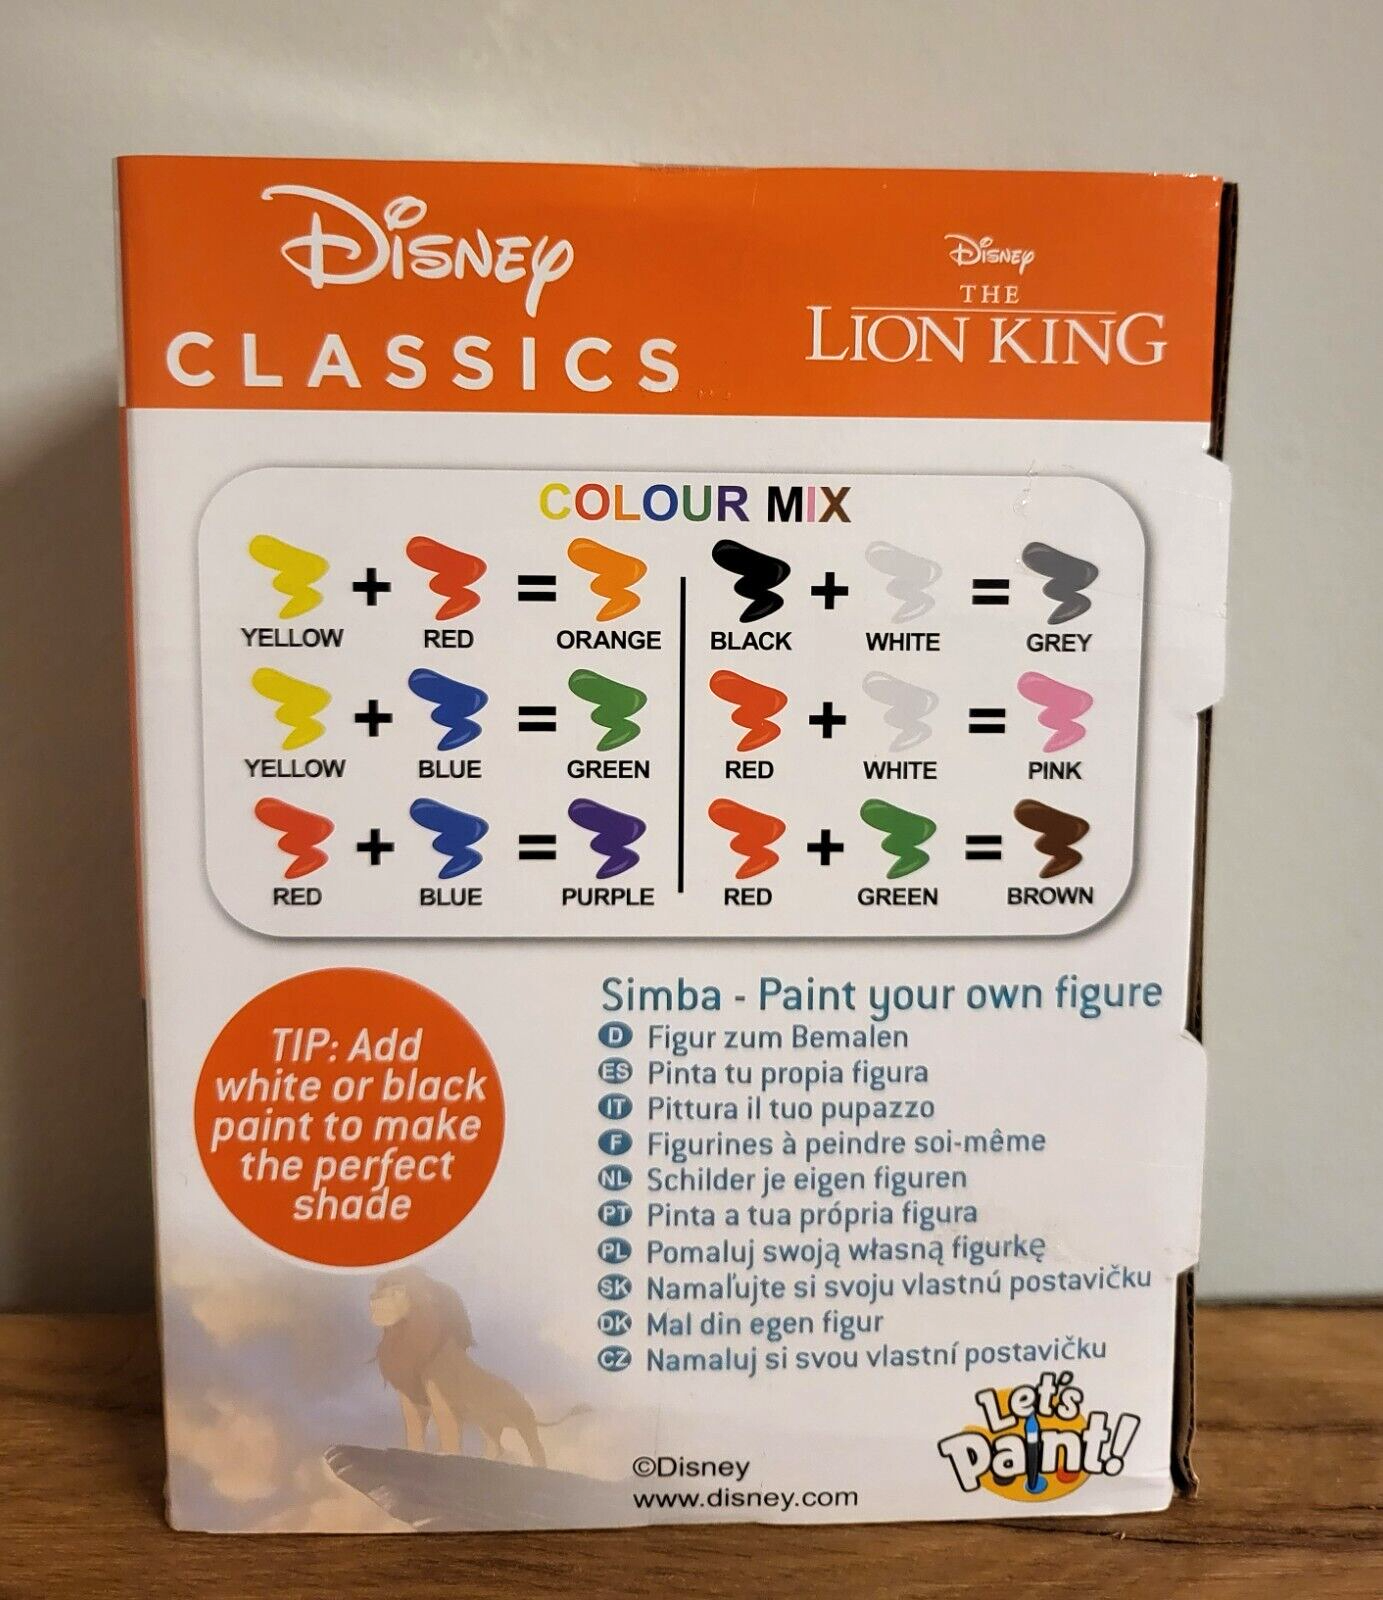 Disney
CLASSICS
Disney
THE
LION KING
COLOUR MIX
+ = + =
YELLOW RED ORANGE BLACK WHITE GREY
+ = + =
YELLOW BLUE GREEN RED WHITE PINK
+ = + =
RED BLUE PURPLE RED GREEN BROWN
TIP: Add
white or black
paint to make
the perfect
shade
Simba - Paint your own figure
D Figur zum Bemalen
ES Pinta tu propia figura
IT Pittura il tuo pupazzo
F Figurines à peindre soi-même
NL Schilder je eigen figuren
PT Pinta a tua própria figura
PL Pomaluj swoją własną figurkę
SK Namaľujte si svoju vlastnú postavičku
DK Mal din egen figur
CZ Namaluj si svou vlastní postavičku
Let's
Paint!
©Disney
www.disney.com